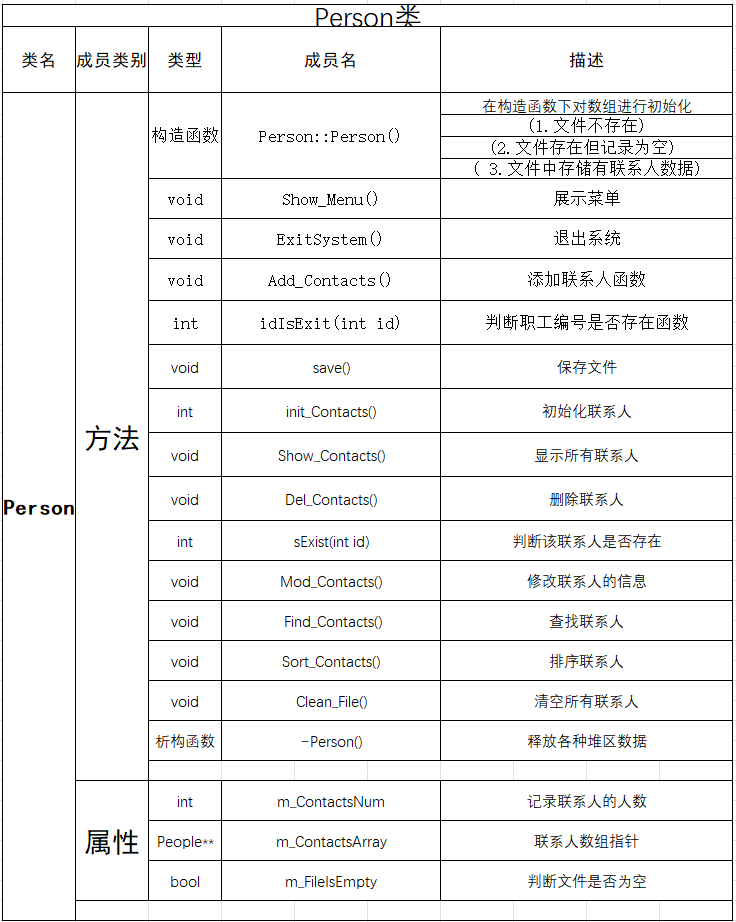 Person类
类名 成员类别 类型 成员名 描述
Person
方法
构造函数 Person::Person() 在构造函数下对数组进行初始化
(1.文件不存在)
(2.文件存在但记录为空)
( 3.文件中存储有联系人数据)
void Show_Menu() 展示菜单
void ExitSystem() 退出系统
void Add_Contacts() 添加联系人函数
int idIsExit(int id) 判断职工编号是否存在函数
void save() 保存文件
int init_Contacts() 初始化联系人
void Show_Contacts() 显示所有联系人
void Del_Contacts() 删除联系人
int sExist(int id) 判断该联系人是否存在
void Mod_Contacts() 修改联系人的信息
void Find_Contacts() 查找联系人
void Sort_Contacts() 排序联系人
void Clean_File() 清空所有联系人
析构函数 ~Person() 释放各种堆区数据
属性
int m_ContactsNum 记录联系人的人数
People** m_ContactsArray 联系人数组指针
bool m_FileIsEmpty 判断文件是否为空